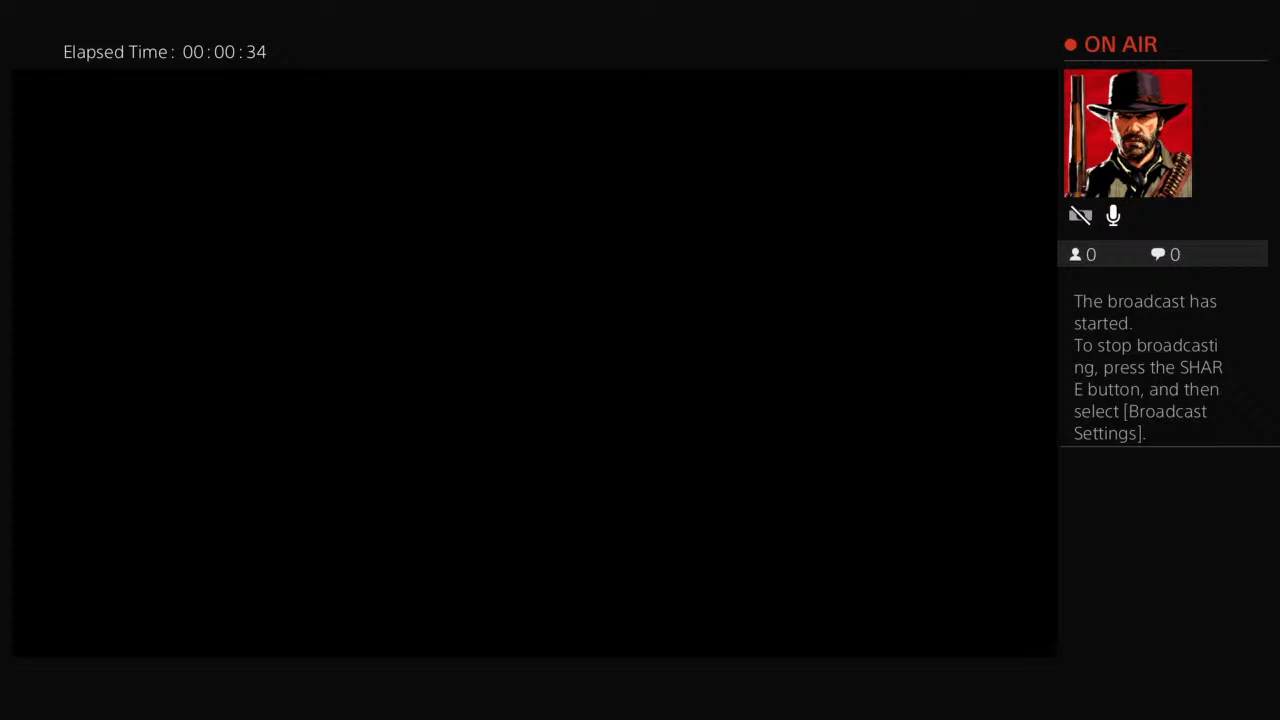 Elapsed Time: 00:00:34
ON AIR
0
0
The broadcast has
started.
To stop broadcasti
ng, press the SHAR
E button, and then
select [Broadcast
Settings].